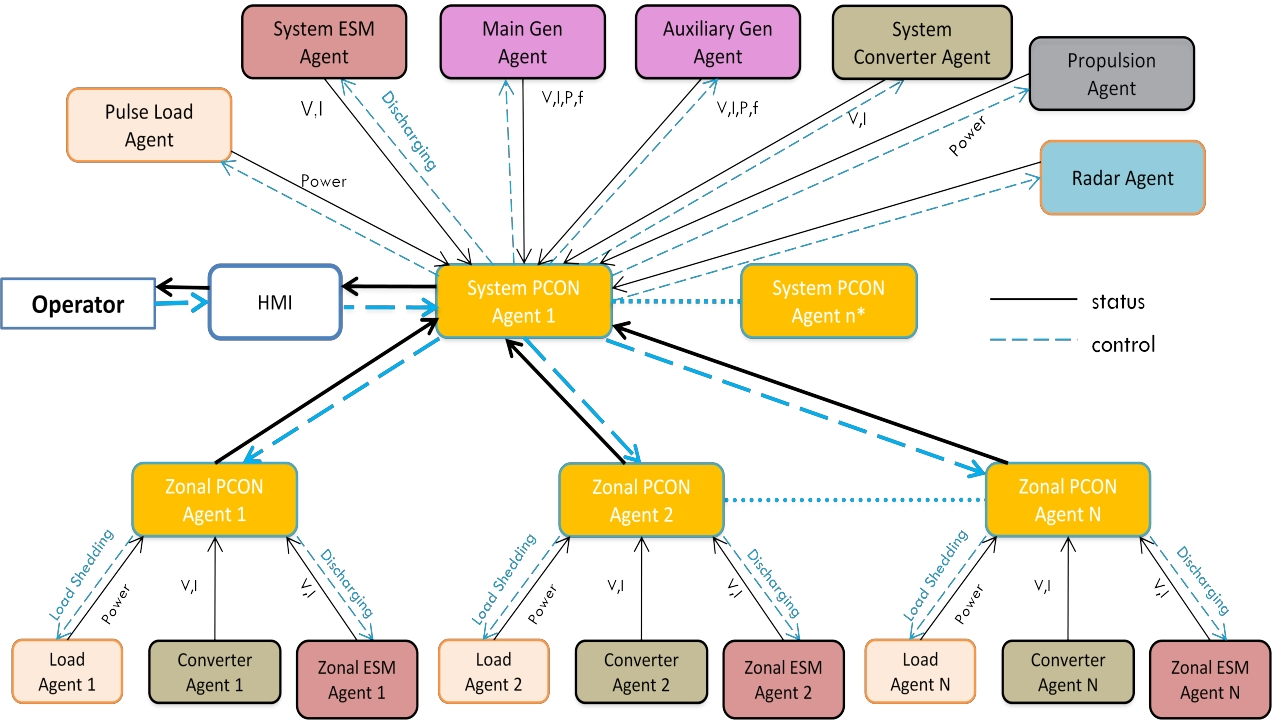 System ESM
Agent
Main Gen
Agent
Auxiliary Gen
Agent
System
Converter Agent
Propulsion
Agent
Pulse Load
Agent
Radar Agent
V,I
Discharging
V,I,P,f
V,I,P,f
V,I
Power
Power
Operator
HMI
System PCON
Agent 1
System PCON
Agent n*
status
control
Zonal PCON
Agent 1
Zonal PCON
Agent 2
Zonal PCON
Agent N
Load Shedding
Power
V,I
V,I
Discharging
Load Shedding
Power
V,I
V,I
Discharging
Load Shedding
Power
V,I
V,I
Discharging
Load
Agent 1
Converter
Agent 1
Zonal ESM
Agent 1
Load
Agent 2
Converter
Agent 2
Zonal ESM
Agent 2
Load
Agent N
Converter
Agent N
Zonal ESM
Agent N